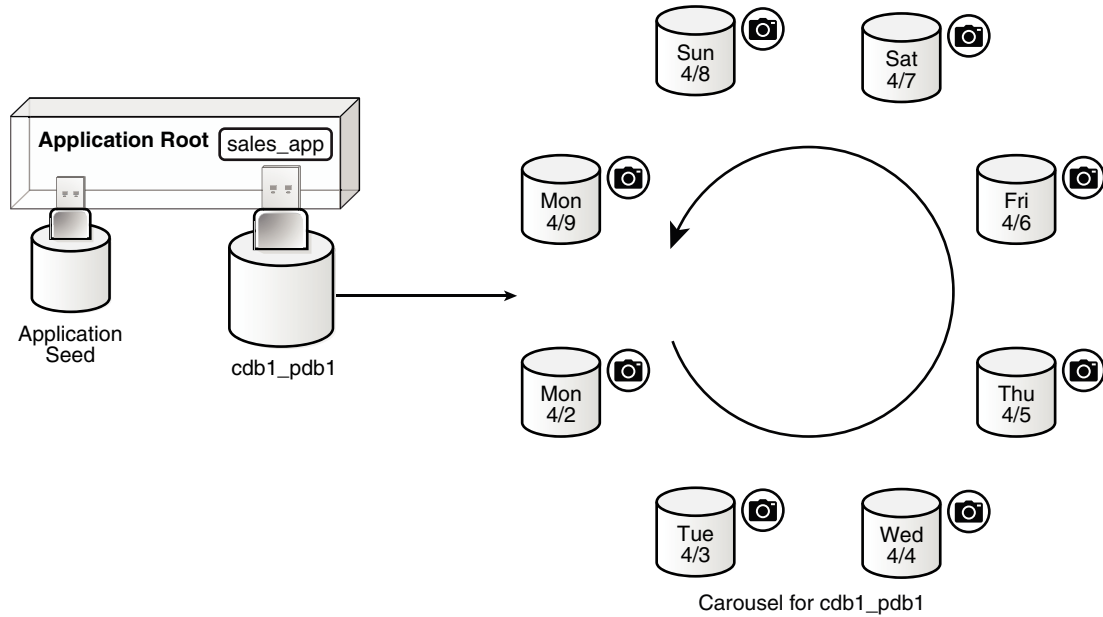 Application Root
sales_app
Application
Seed
cdb1_pdb1
Sun
4/8
Sat
4/7
Mon
4/9
Fri
4/6
Mon
4/2
Thu
4/5
Tue
4/3
Wed
4/4
Carousel for cdb1_pdb1